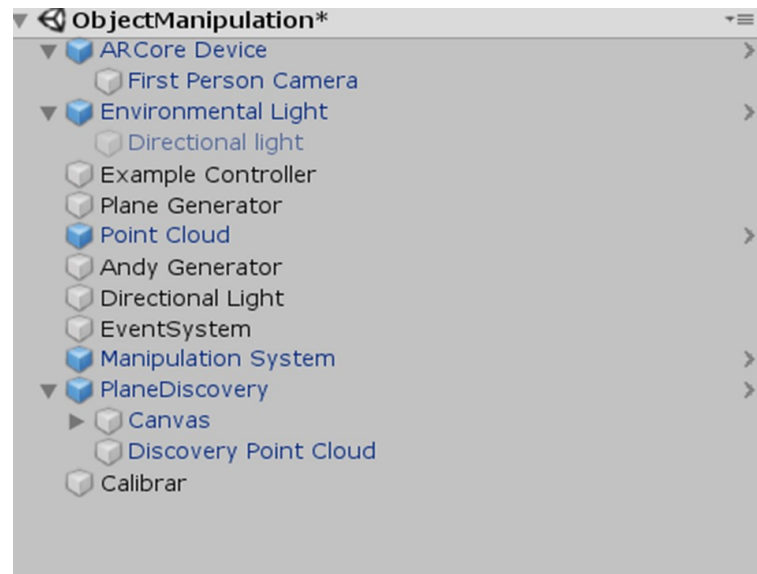 ObjectManipulation*
ARCore Device
First Person Camera
Environmental Light
Directional light
Example Controller
Plane Generator
Point Cloud
Andy Generator
Directional Light
EventSystem
Manipulation System
PlaneDiscovery
Canvas
Discovery Point Cloud
Calibrar